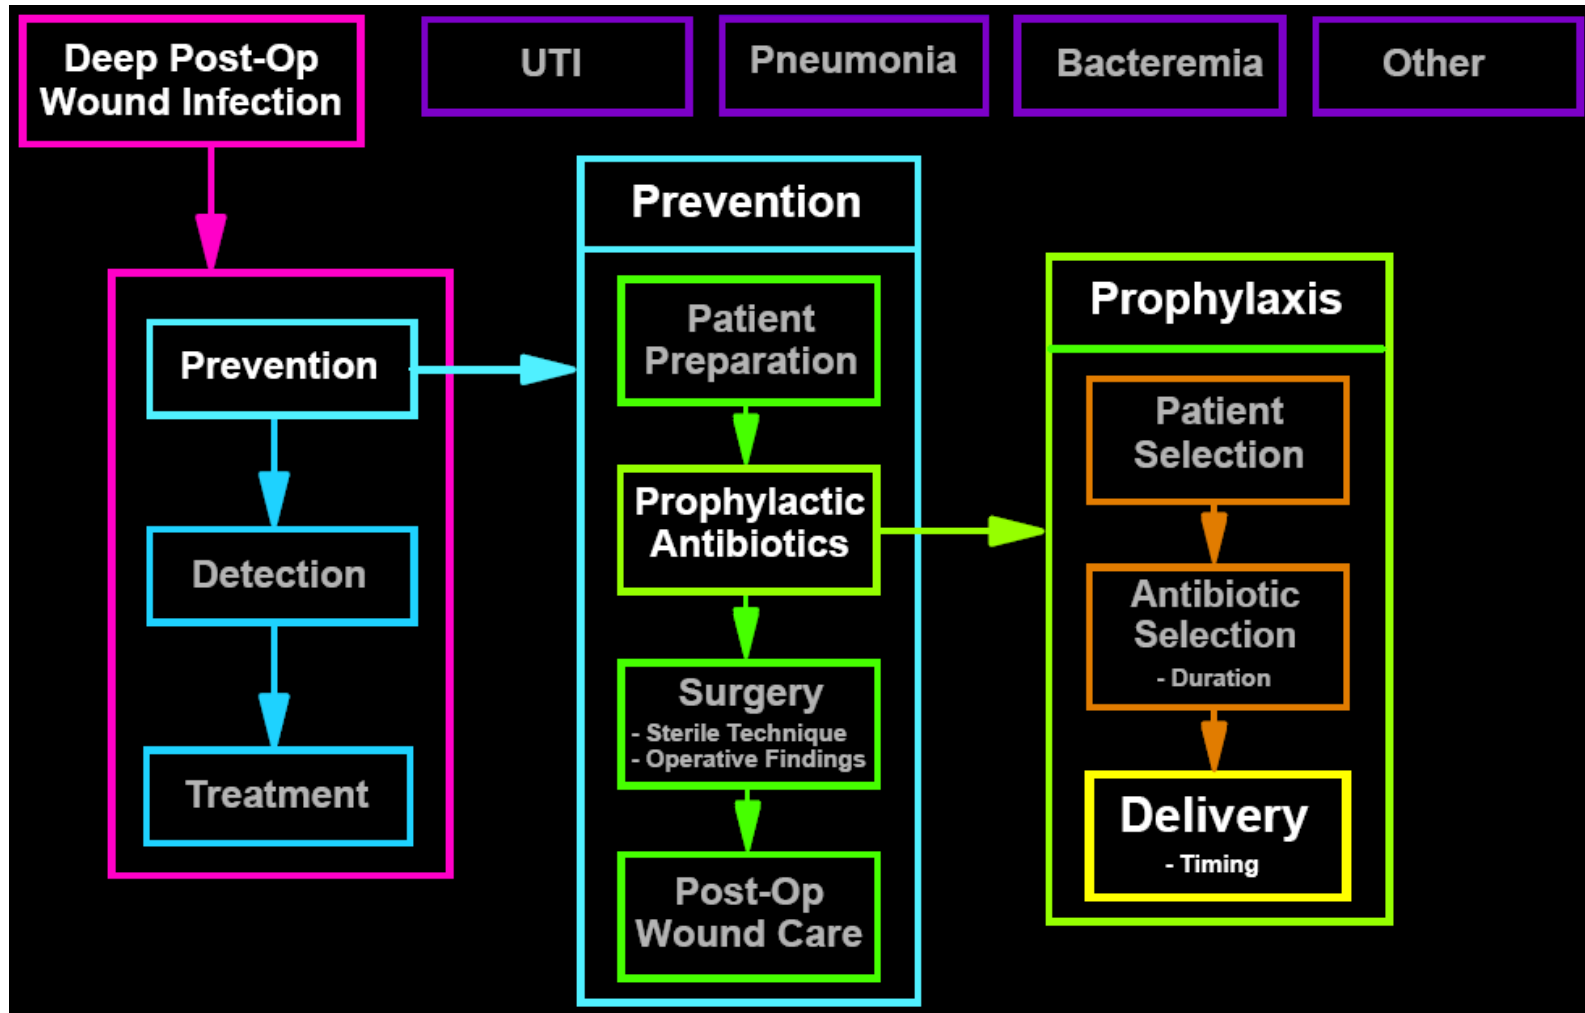 Deep Post-Op
Wound Infection
UTI
Pneumonia
Bacteremia
Other
Prevention
Detection
Treatment
Prevention
Patient
Preparation
Prophylactic
Antibiotics
Surgery
- Sterile Technique
- Operative Findings
Post-Op
Wound Care
Prophylaxis
Patient
Selection
Antibiotic
Selection
- Duration
Delivery
- Timing